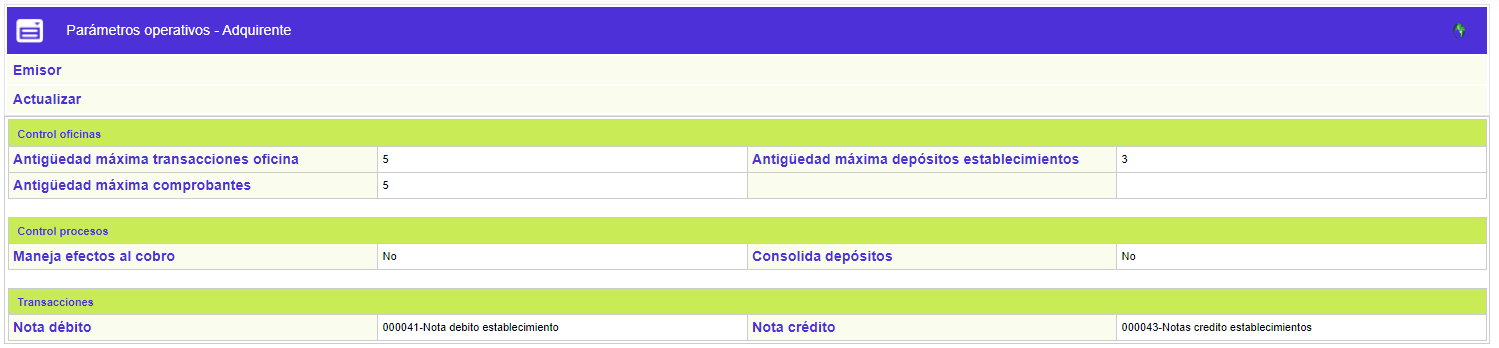 Parámetros operativos - Adquirente
Emisor
Actualizar
Control oficinas
Antigüedad máxima transacciones oficina 5 Antigüedad máxima depósitos establecimientos 3
Antigüedad máxima comprobantes 5
Control procesos
Maneja efectos al cobro No Consolida depósitos No
Transacciones
Nota débito 000041-Nota debito establecimiento Nota crédito 000043-Notas credito establecimientos